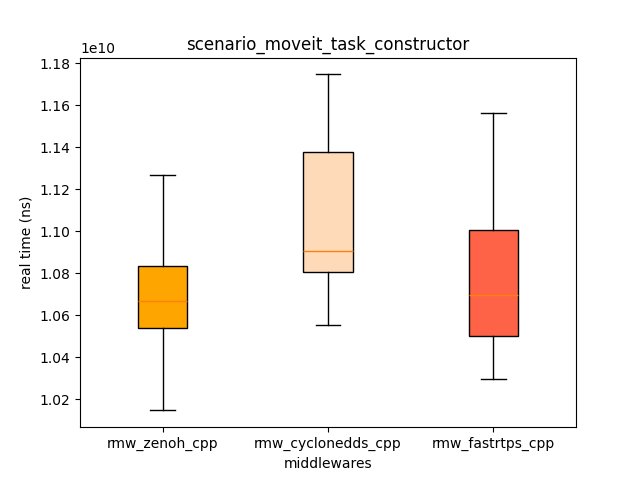 scenario_moveit_task_constructor
1e10
1.18
1.16
1.14
1.12
1.10
1.08
1.06
1.04
1.02
real time (ns)
rmw_zenoh_cpp rmw_cyclonedds_cpp rmw_fastrtps_cpp
middlewares